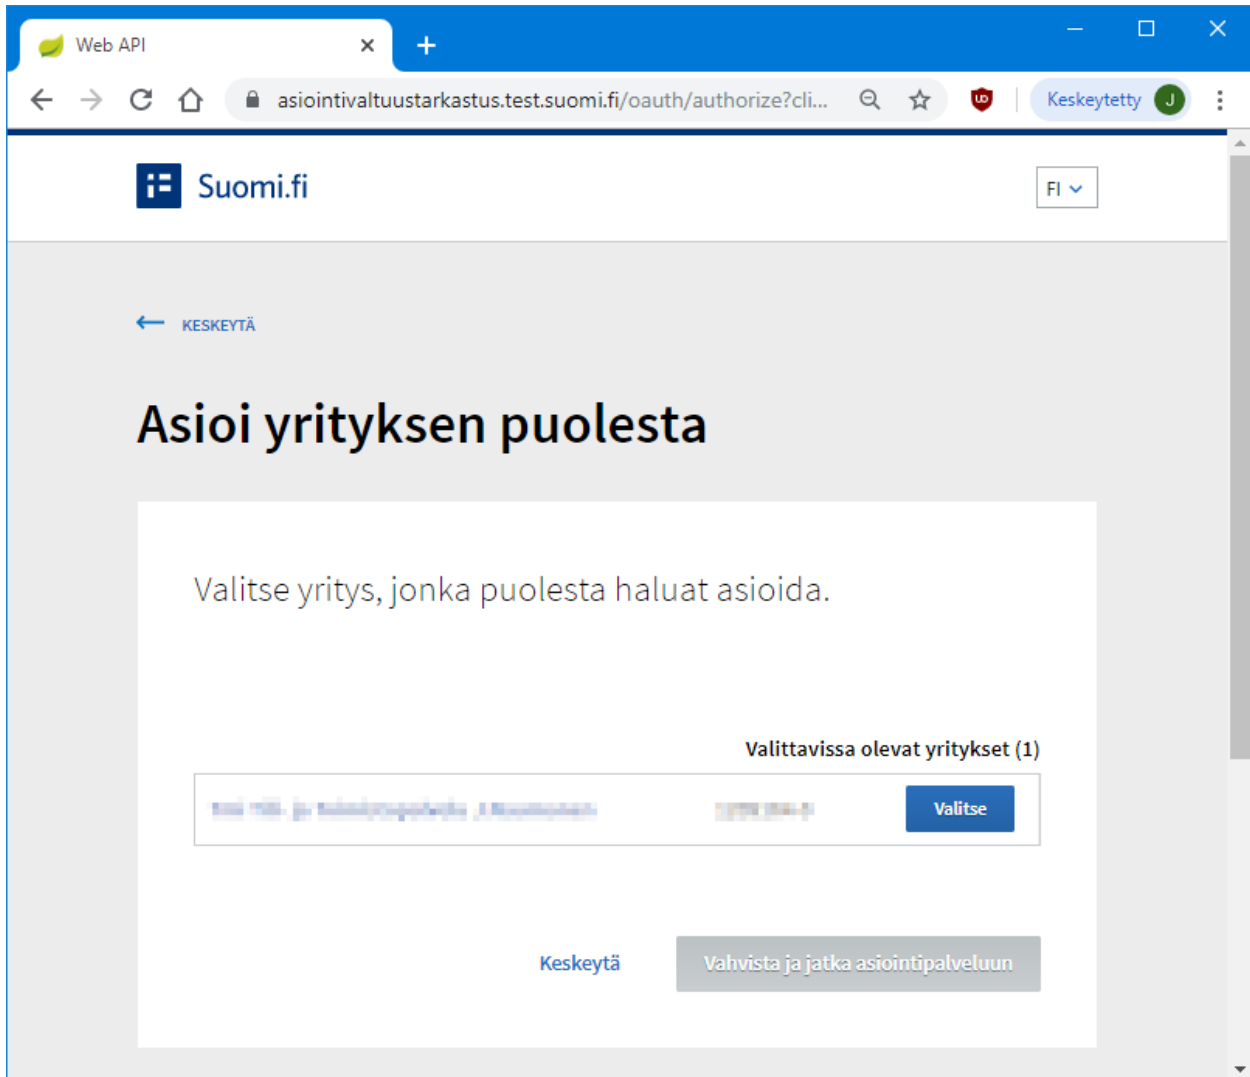 Web API
asiointivaltuustarkastus.test.suomi.fi/oauth/authorize?cli...
Keskeytetty J
Suomi.fi
FI
KESKEYTÄ
Asioi yrityksen puolesta
Valitse yritys, jonka puolesta haluat asioida.
Valittavissa olevat yritykset (1)
Valitse
Keskeytä
Vahvista ja jatka asiointipalveluun